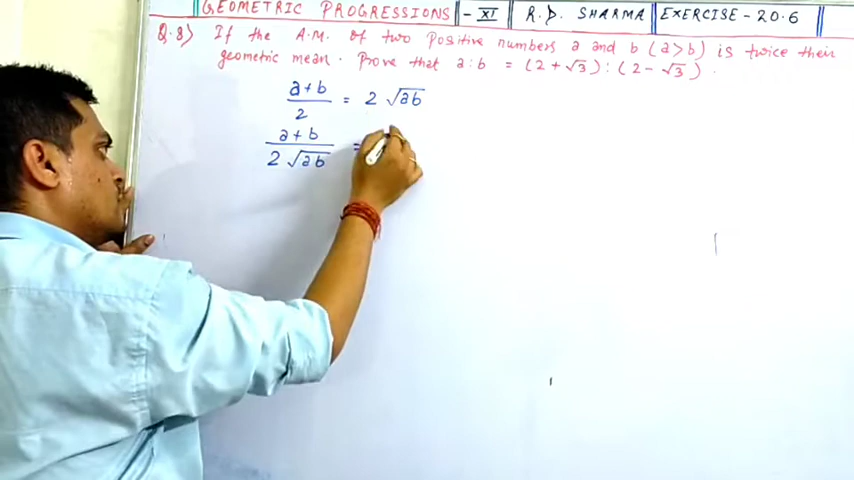 GEOMETRIC PROGRESSIONS - XI R.D. SHARMA EXERCISE - 20.6
Q.8) If the A.M. of two positive numbers a and b (a>b) is twice their
geometric mean. Prove that a:b = (2+√3):(2-√3).
a+b/2 = 2√ab
a+b/2√ab =